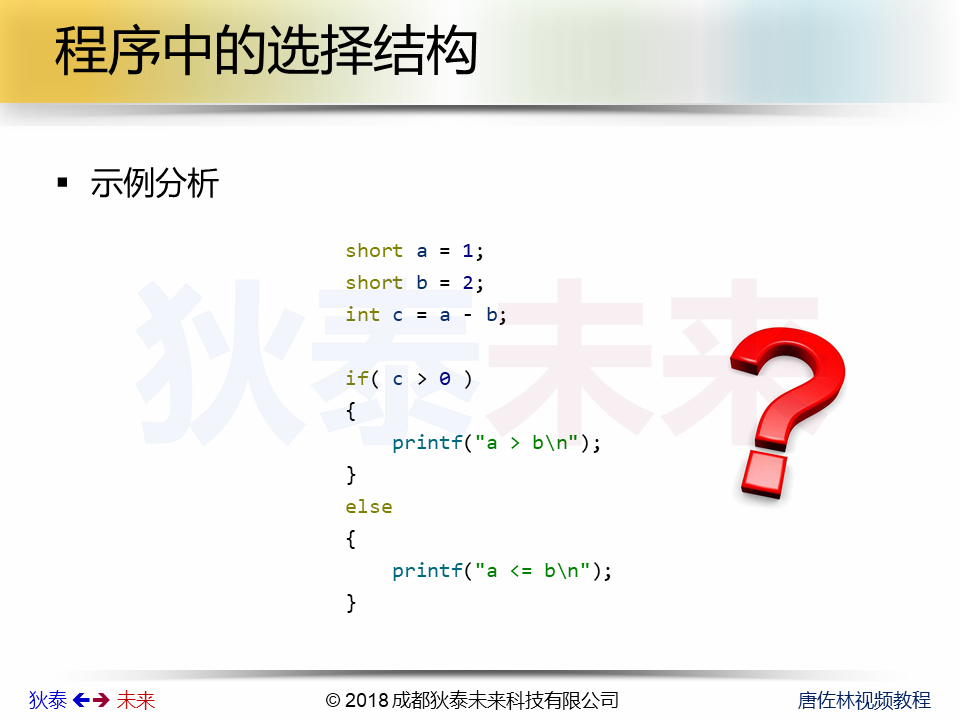 程序中的选择结构
▪ 示例分析
short a = 1;
short b = 2;
int c = a - b;
if( c > 0 )
{
    printf("a > b\n");
}
else
{
    printf("a <= b\n");
}
狄泰未来
狄泰 ←→ 未来
© 2018 成都狄泰未来科技有限公司
唐佐林视频教程